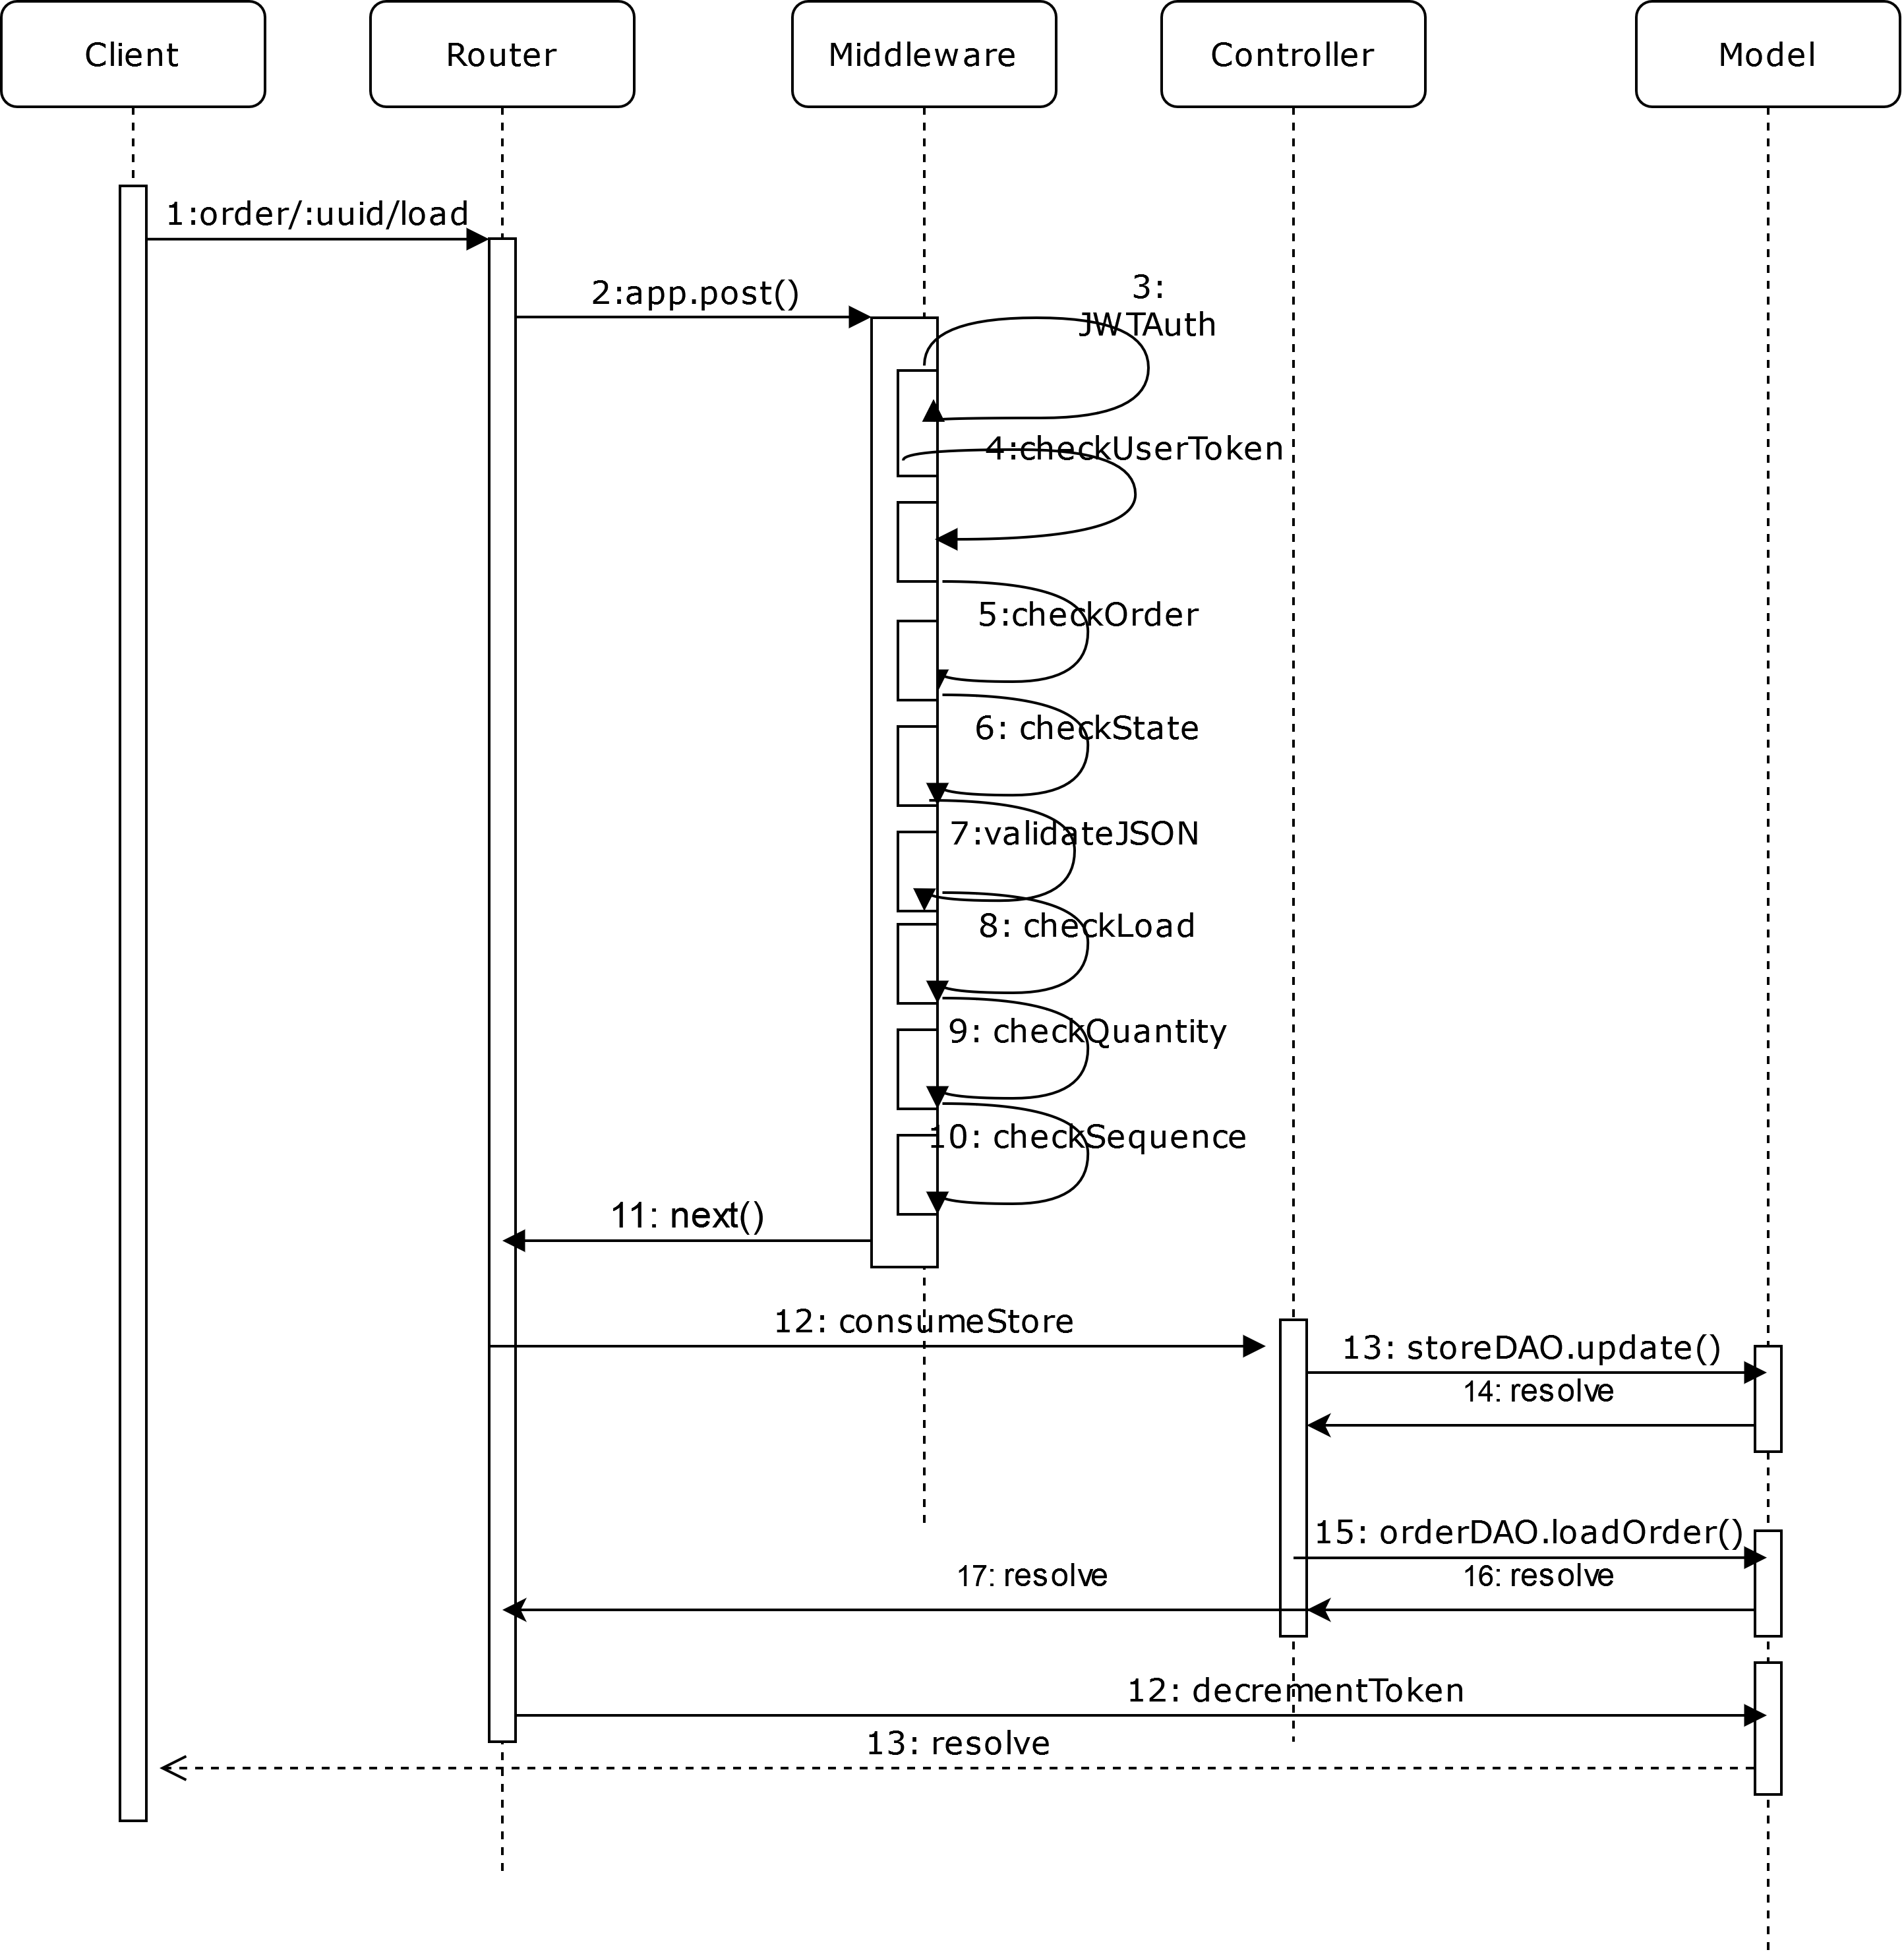 Client
Router
Middleware
Controller
Model
1:order/:uuid/load
2:app.post()
3:
JWTAuth
4:checkUserToken
5:checkOrder
6: checkState
7:validateJSON
8: checkLoad
9: checkQuantity
10: checkSequence
11: next()
12: consumeStore
13: storeDAO.update()
14: resolve
15: orderDAO.loadOrder()
17: resolve
16: resolve
12: decrementToken
13: resolve